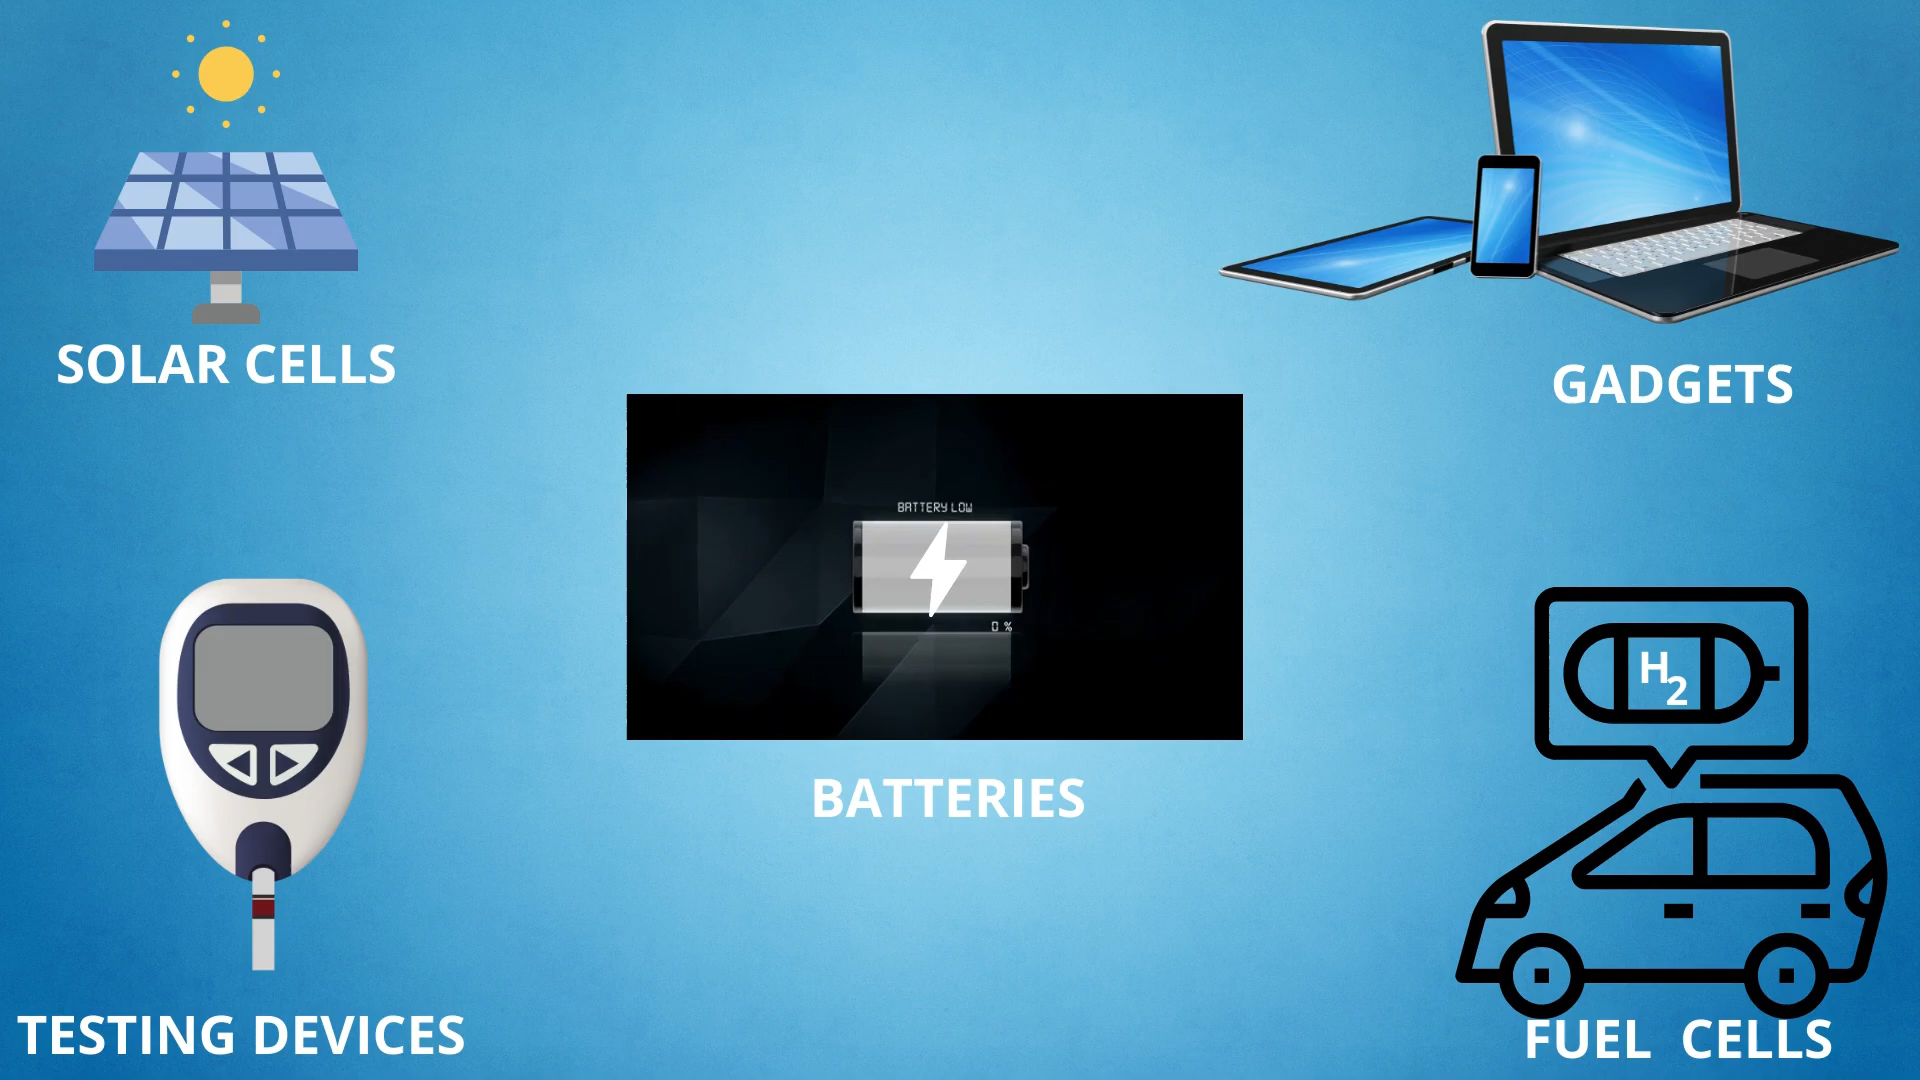 SOLAR CELLS
GADGETS
BATTERY LOW
0 %
BATTERIES
H2
TESTING DEVICES
FUEL CELLS